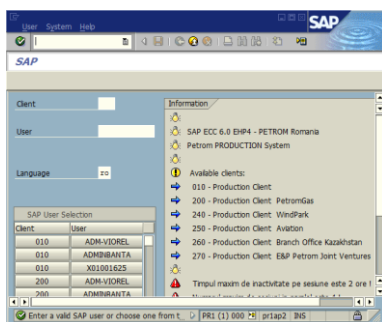 User System Help
SAP
SAP
Client
User
Language
zo
SAP User Selection
Client User
010 ADM-VIOREL
010 ADMINBANTA
010 X01001625
200 ADM-VIOREL
200 ADMINBANTA
Information
SAP ECC 6.0 EHP4 - PETROM Romania
Petrom PRODUCTION System
Available clients:
010 - Production Client
200 - Production Client PetromGas
240 - Production Client WindPark
250 - Production Client Aviation
260 - Production Client Branch Office Kazakhstan
270 - Production Client E&P Petrom Joint Ventures
Timpul maxim de inactivitate pe sesiune este 2 ore
Enter a valid SAP user or choose one from t_
PR1 (1) 000 pr1ap2 INS